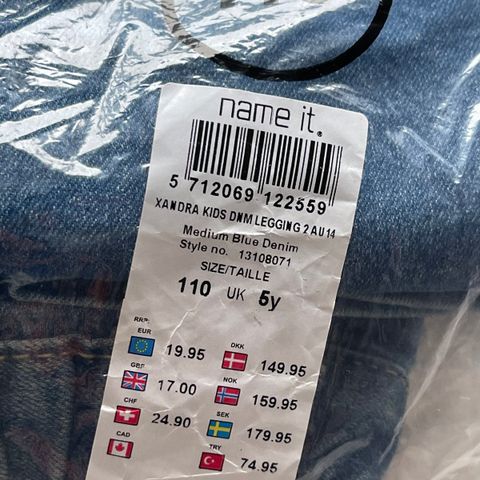 name it.
5 712069 122559
XANDRA KIDS DNM LEGGING 2 AU14
Medium Blue Denim
Style no. 13108071
SIZE/TAILLE
110 UK 5y
RRP:
EUR 19.95 DKK 149.95
GBP 17.00 NOK 159.95
CHF 24.90 SEK 179.95
CAD TRY 74.95